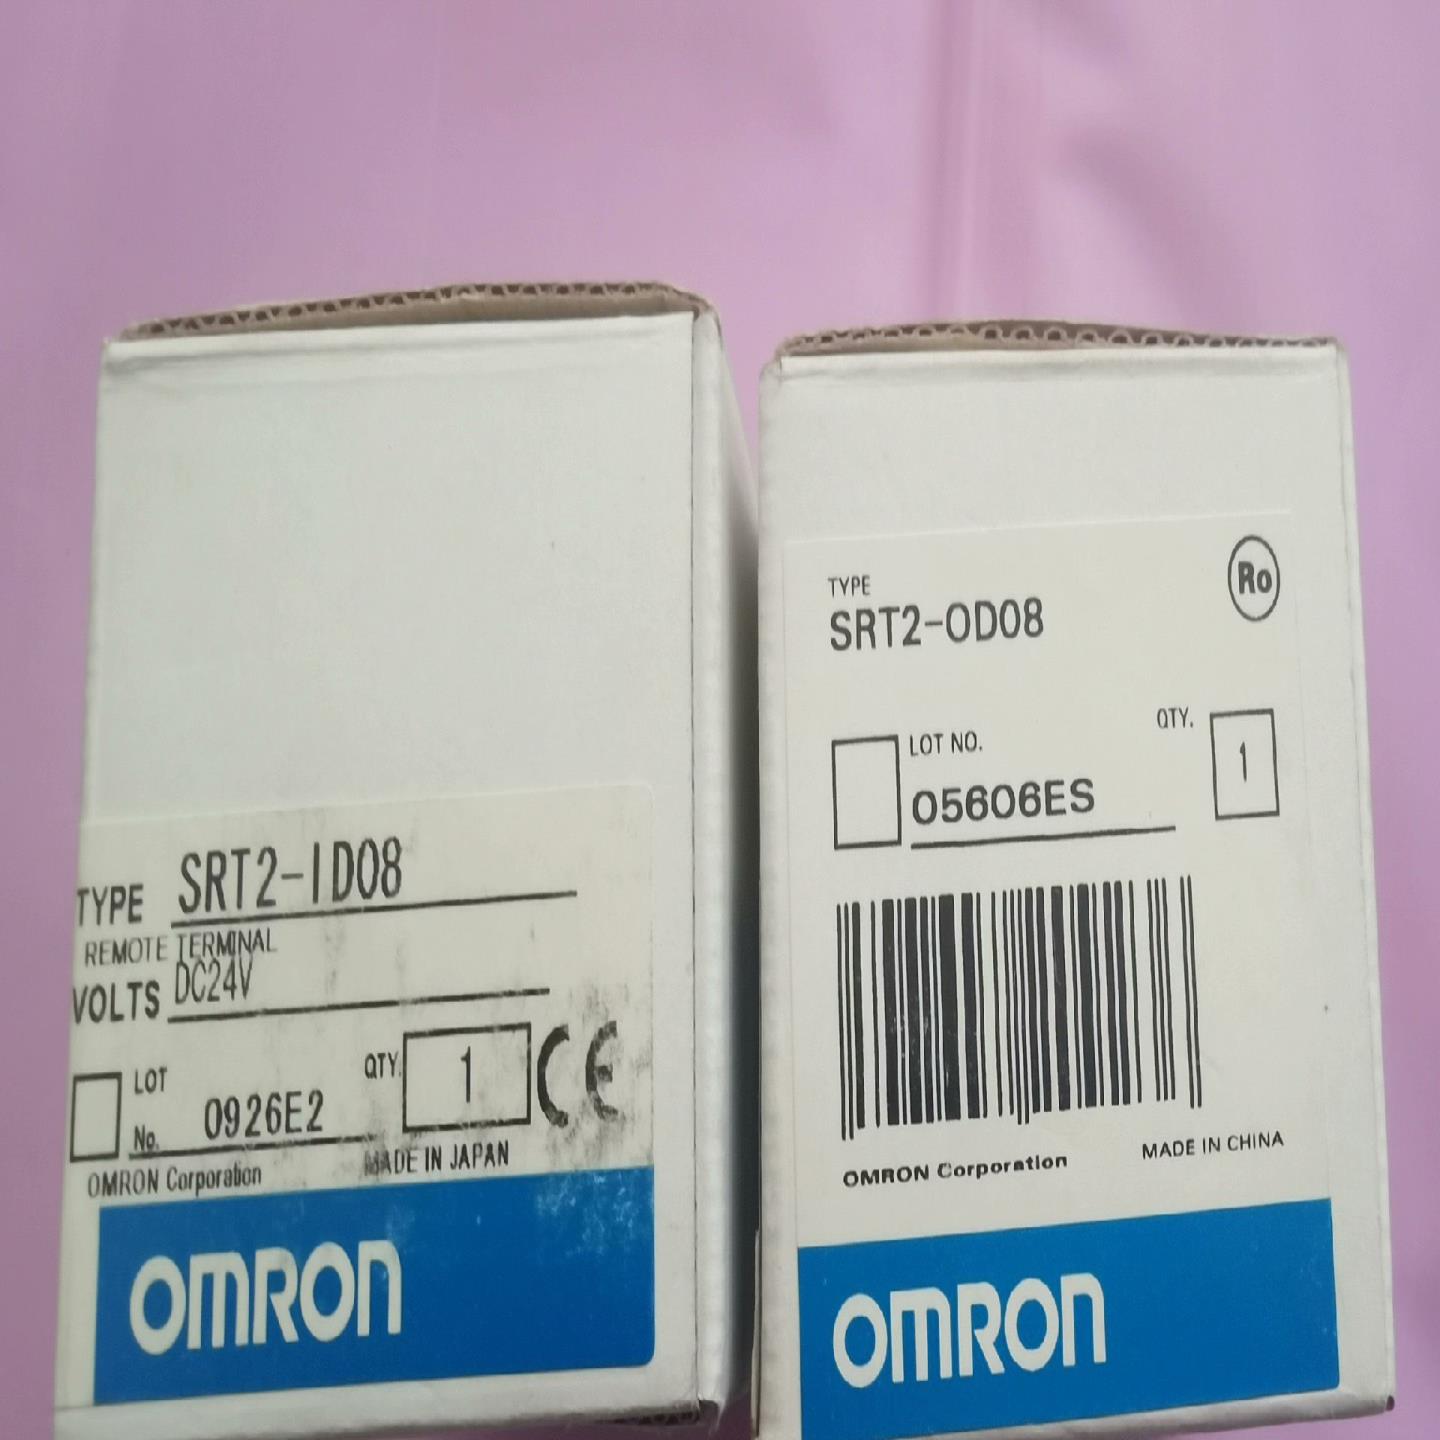 TYPE SRT2-ID08
REMOTE TERMINAL
VOLTS DC24V
LOT No. 0926E2 QTY. 1 CE
OMRON Corporation MADE IN JAPAN
OMRON
TYPE
SRT2-OD08 Ro
LOT NO. QTY.
05606ES 1
OMRON Corporation MADE IN CHINA
OMRON